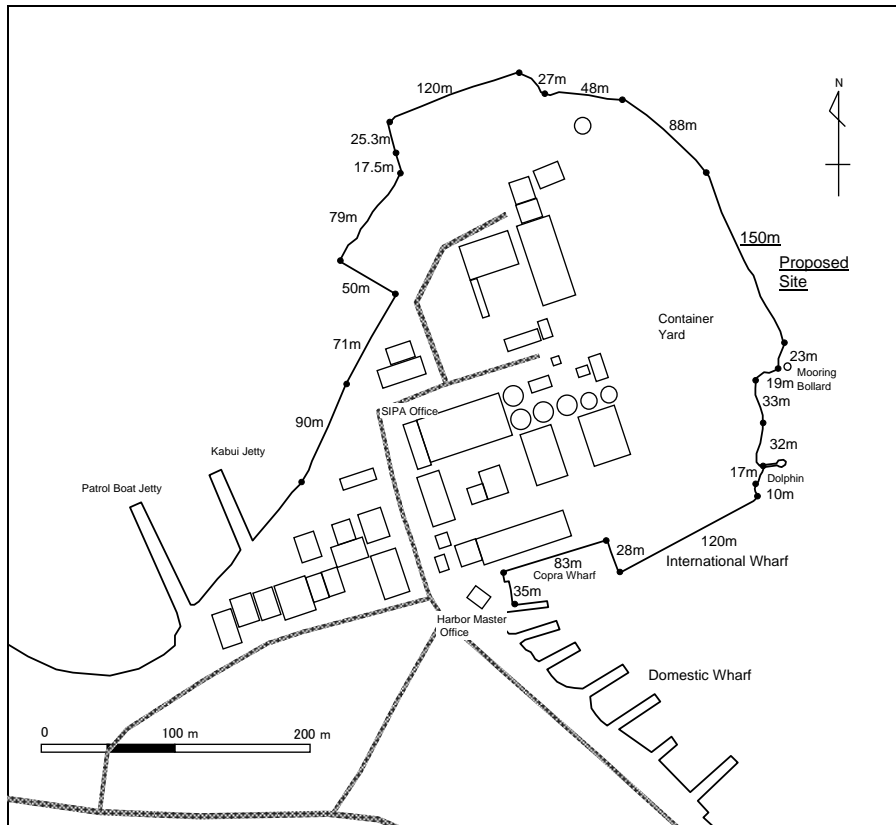 120m
27m
48m
N
25.3m
88m
17.5m
79m
150m
Proposed
Site
50m
Container
Yard
71m
23m
Mooring
Bollard
19m
33m
SIPA Office
90m
32m
Kabui Jetty
Dolphin
17m
Patrol Boat Jetty
10m
120m
28m
International Wharf
83m
Copra Wharf
35m
Harbor Master
Office
Domestic Wharf
0
100 m
200 m